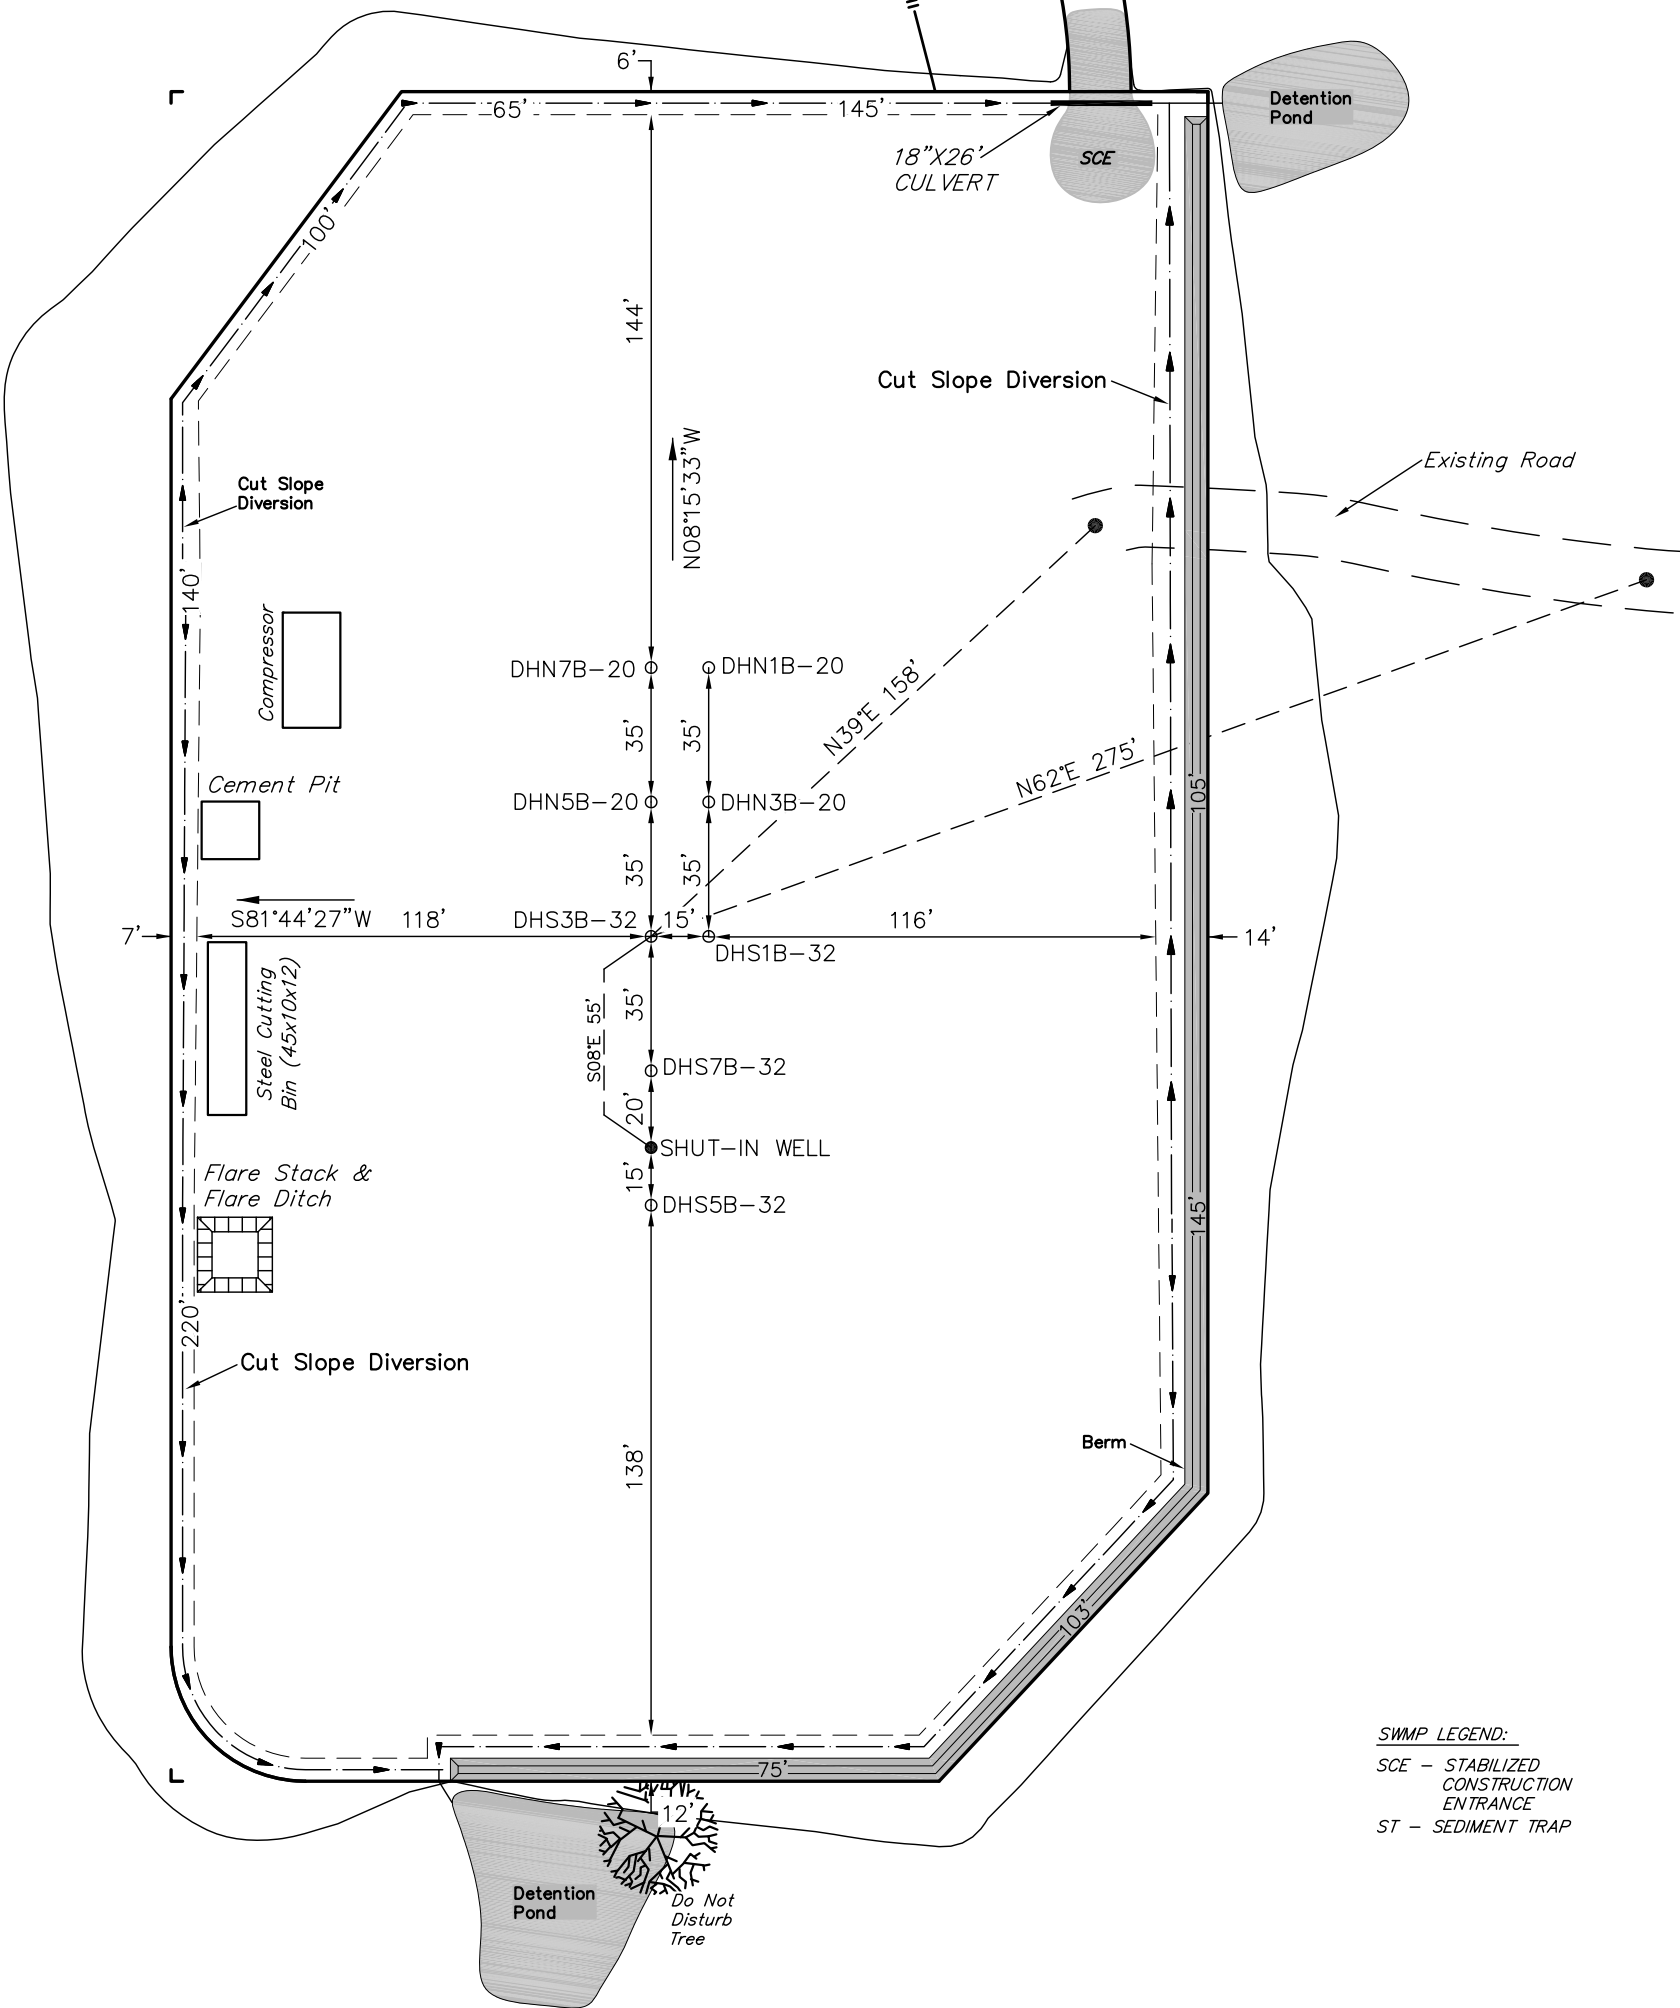 6'
65'
145'
Detention
Pond
18"X26'
CULVERT
SCE
100'
144'
Cut Slope Diversion
N08°15'33"W
Existing Road
Cut Slope
Diversion
140'
Compressor
DHN7B-20
DHN1B-20
35'
35'
N39°E 158'
N62°E 275'
105'
Cement Pit
DHN5B-20
DHN3B-20
35'
35'
S81°44'27"W
118'
DHS3B-32
15'
116'
7'
14'
DHS1B-32
Steel Cutting
Bin (45x10x12)
S08°E 55'
35'
DHS7B-32
20'
SHUT-IN WELL
15'
DHS5B-32
145'
Flare Stack &
Flare Ditch
220'
Cut Slope Diversion
138'
Berm
103'
75'
12'
Detention
Pond
Do Not
Disturb
Tree
SWMP LEGEND:
SCE - STABILIZED
CONSTRUCTION
ENTRANCE
ST - SEDIMENT TRAP